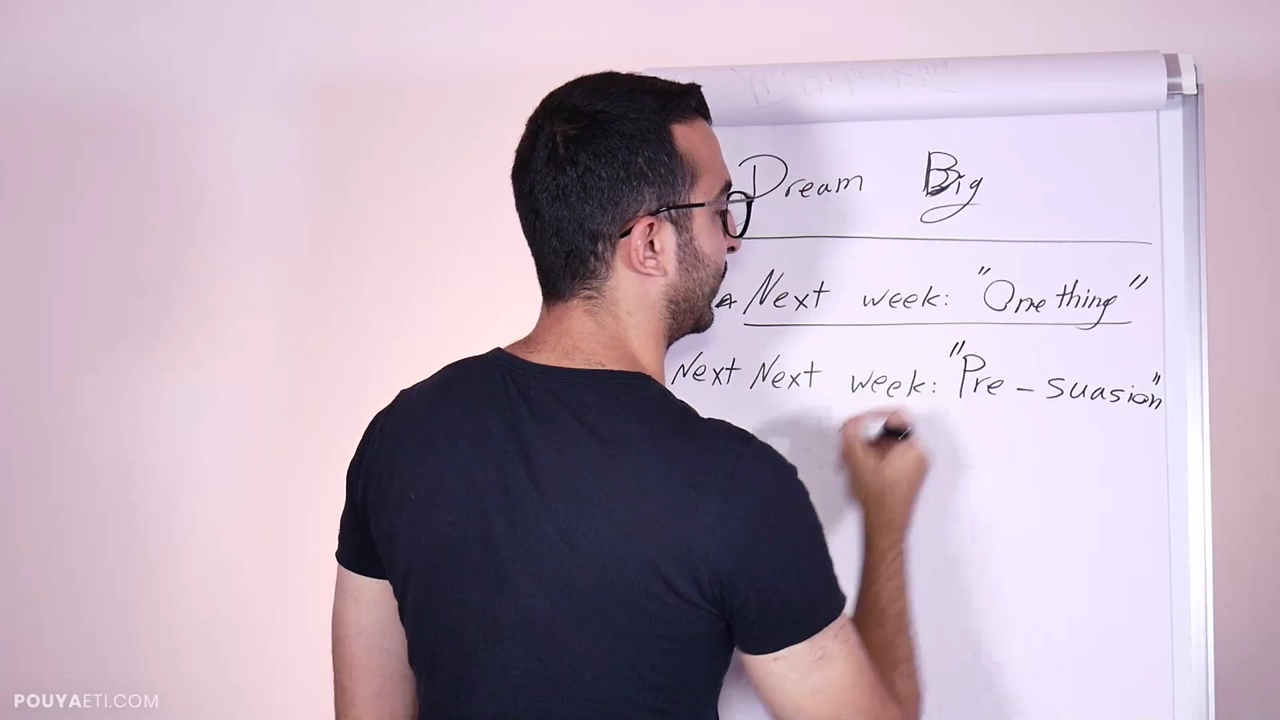 Dream Big
Next week: "One thing"
Next Next week: "Pre-suasion"
POUYAETI.COM